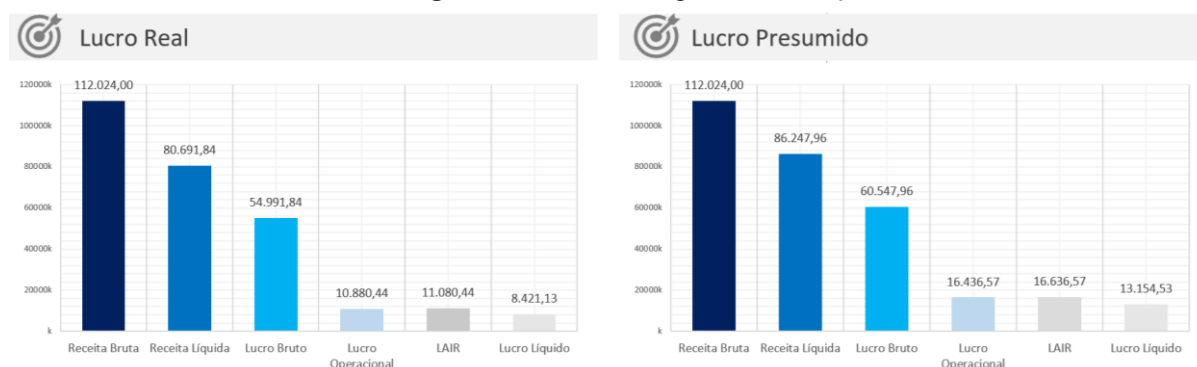 Lucro Real
120000k
112.024,00
100000k
80.691,84
80000k
54.991,84
60000k
40000k
20000k
10.880,44
11.080,44
8.421,13
k
Receita Bruta Receita Líquida Lucro Bruto Lucro Operacional LAIR Lucro Líquido
Lucro Presumido
120000k
112.024,00
100000k
86.247,96
80000k
60.547,96
60000k
40000k
20000k
16.436,57
16.636,57
13.154,53
k
Receita Bruta Receita Líquida Lucro Bruto Lucro Operacional LAIR Lucro Líquido